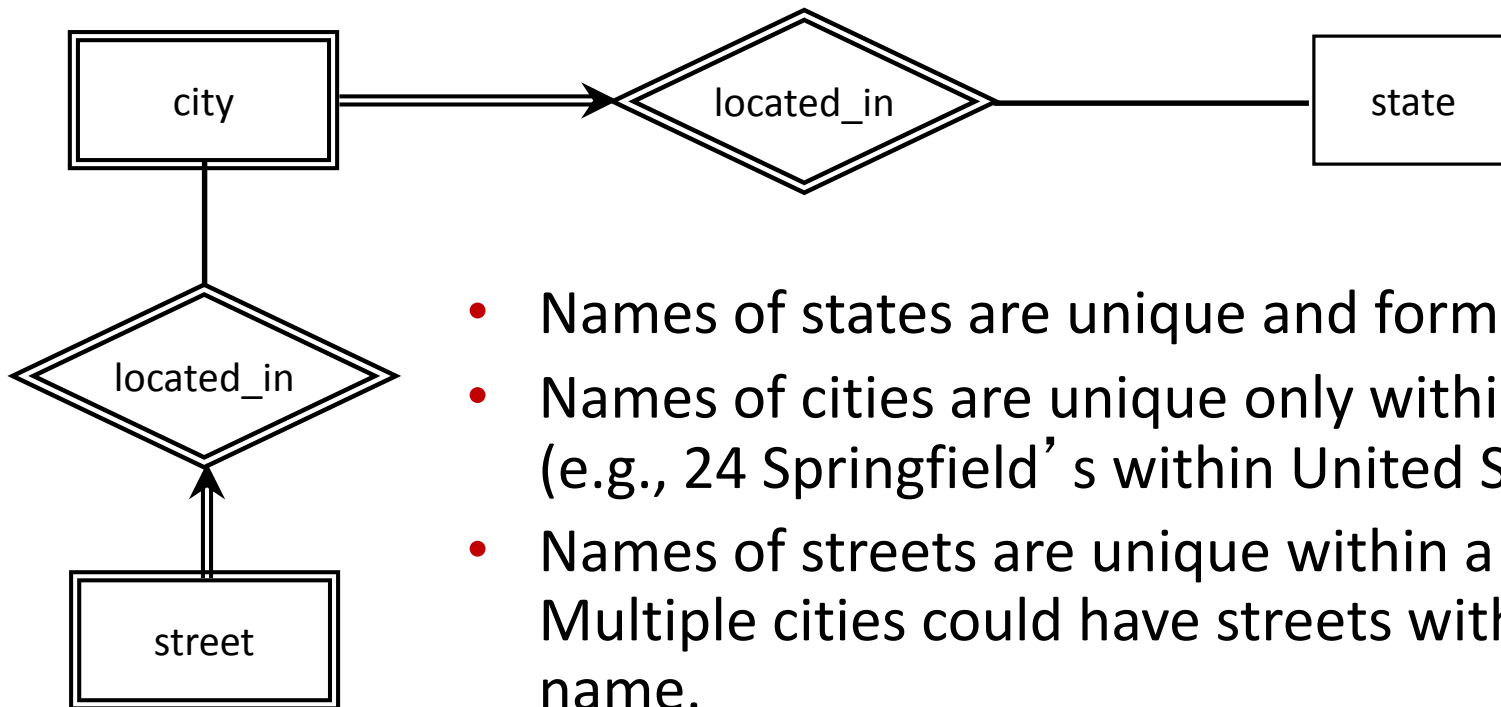 city
located_in
state
located_in
street
• Names of states are unique and form
• Names of cities are unique only withi
(e.g., 24 Springfield’ s within United S
• Names of streets are unique within a
Multiple cities could have streets with
name.